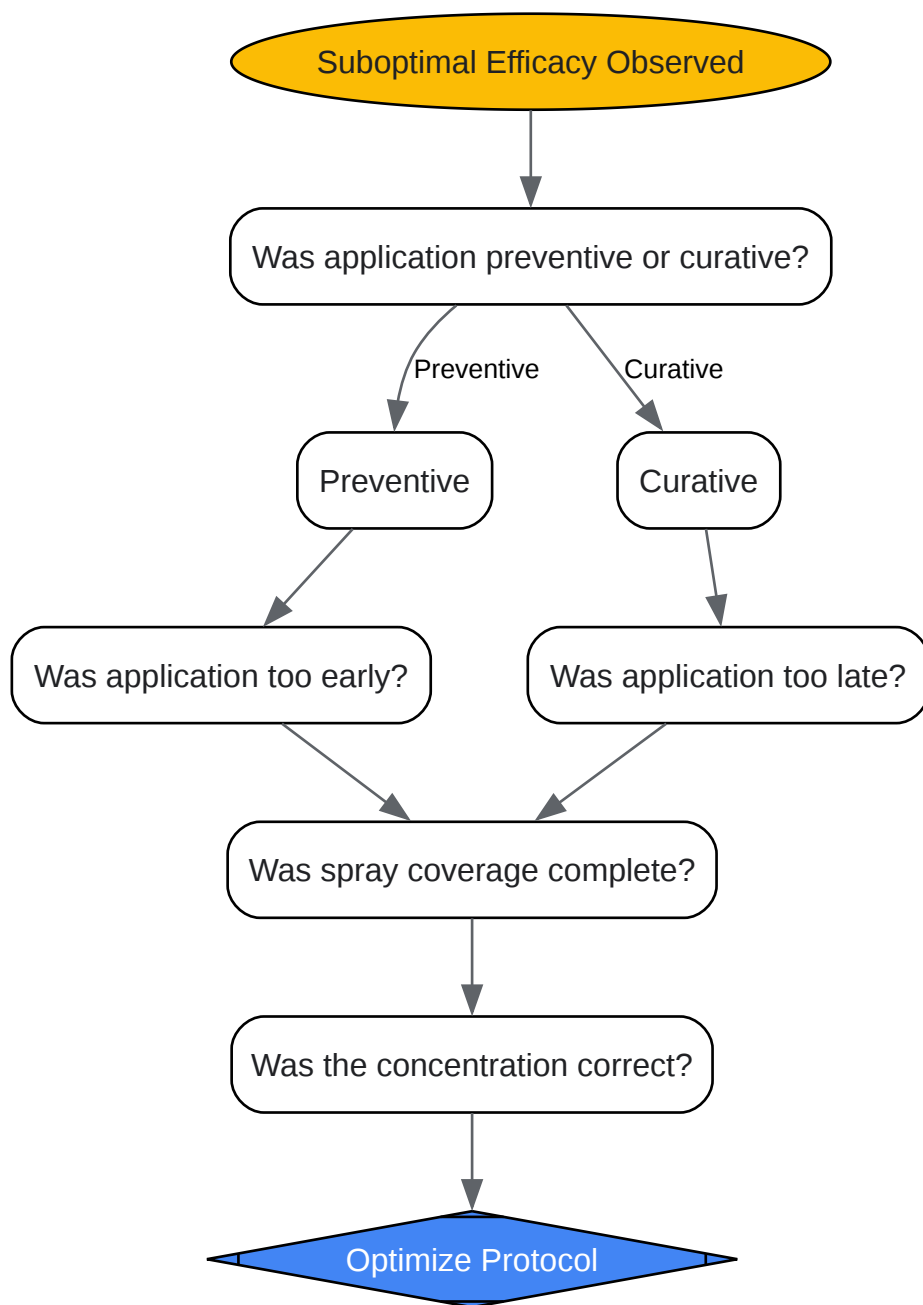 Suboptimal Efficacy Observed
Was application preventive or curative?
Preventive
Curative
Preventive
Curative
Was application too early?
Was application too late?
Was spray coverage complete?
Was the concentration correct?
Optimize Protocol